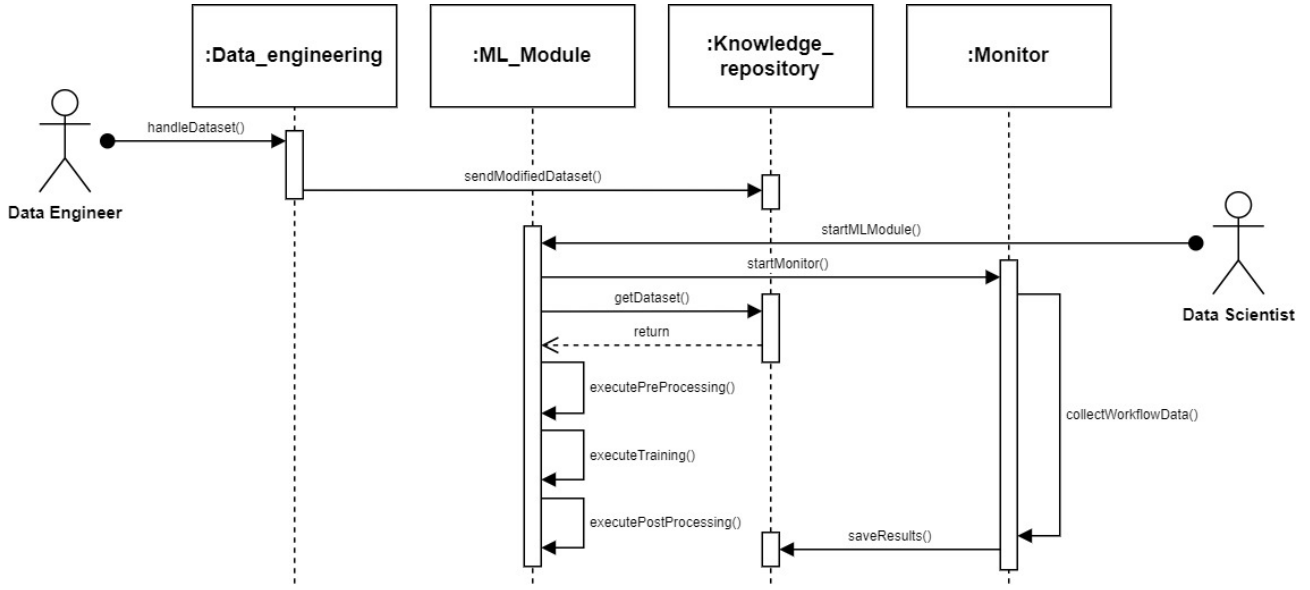 :Data_engineering
:ML_Module
:Knowledge_
repository
:Monitor
handleDataset()
Data Engineer
sendModifiedDataset()
startMLModule()
Data Scientist
startMonitor()
getDataset()
return
executePreProcessing()
collectWorkflowData()
executeTraining()
executePostProcessing()
saveResults()